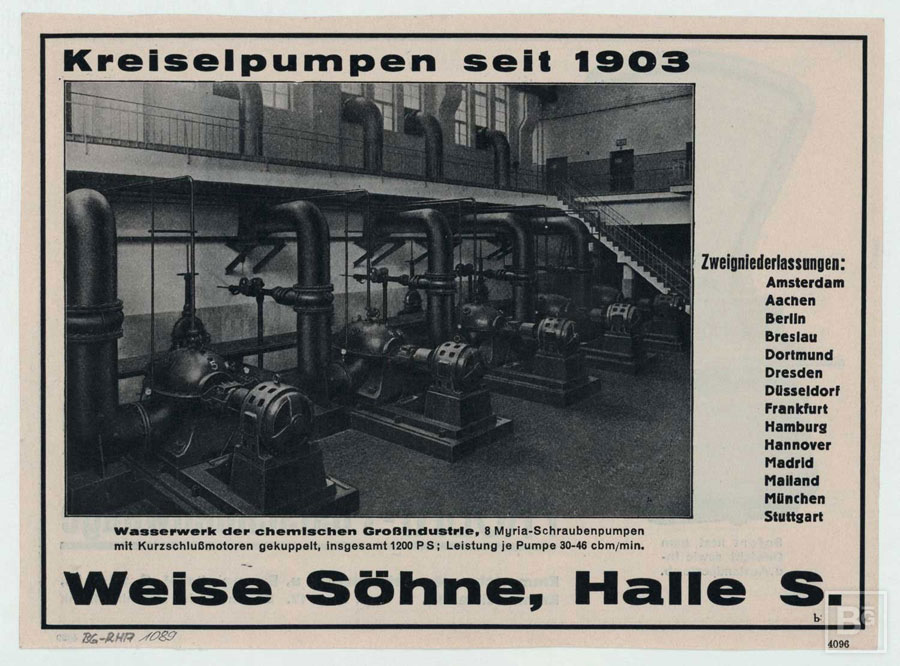 Kreiselpumpen seit 1903
Zweigniederlassungen:
Amsterdam
Aachen
Berlin
Breslau
Dortmund
Dresden
Düsseldorf
Frankfurt
Hamburg
Hannover
Madrid
Mailand
München
Stuttgart
Wasserwerk der chemischen Großindustrie, 8 Myria-Schraubenpumpen
mit Kurzschlußmotoren gekuppelt, insgesamt 1200 PS; Leistung je Pumpe 30-46 cbm/min.
Weise Söhne, Halle S.
b
BG
BG-RH17 1089
4096